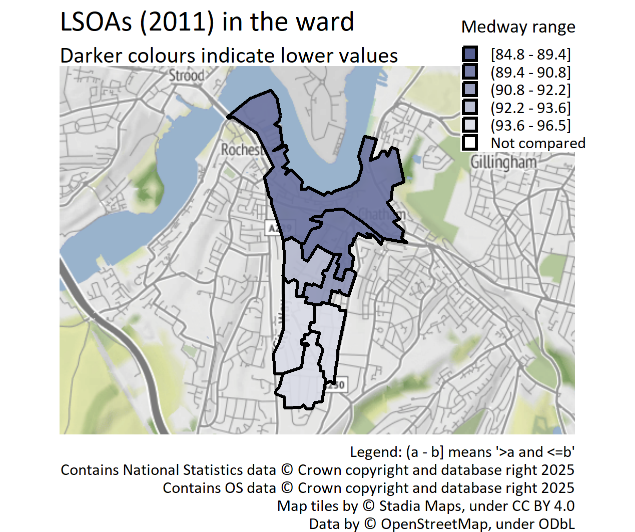 LSOAs (2011) in the ward
Darker colours indicate lower values
Medway range
[84.8 - 89.4]
(89.4 - 90.8]
(90.8 - 92.2]
(92.2 - 93.6]
(93.6 - 96.5]
Not compared
Strood
Rochest
Gillingham
Chatham
Legend: (a - b] means '>a and <=b'
Contains National Statistics data © Crown copyright and database right 2025
Contains OS data © Crown copyright and database right 2025
Map tiles by © Stadia Maps, under CC BY 4.0
Data by © OpenStreetMap, under ODbL